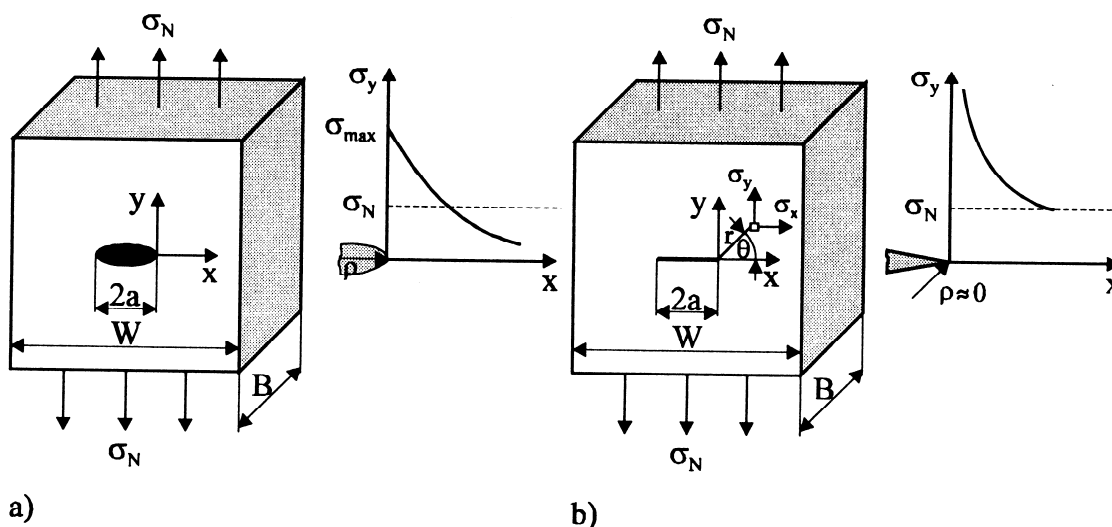 σN σN
σy σy
σmax
σN y σy σx σN
y r θ
ρ x x x ρ≈0 x
2a 2a
W W
B B
σN σN
a) b)